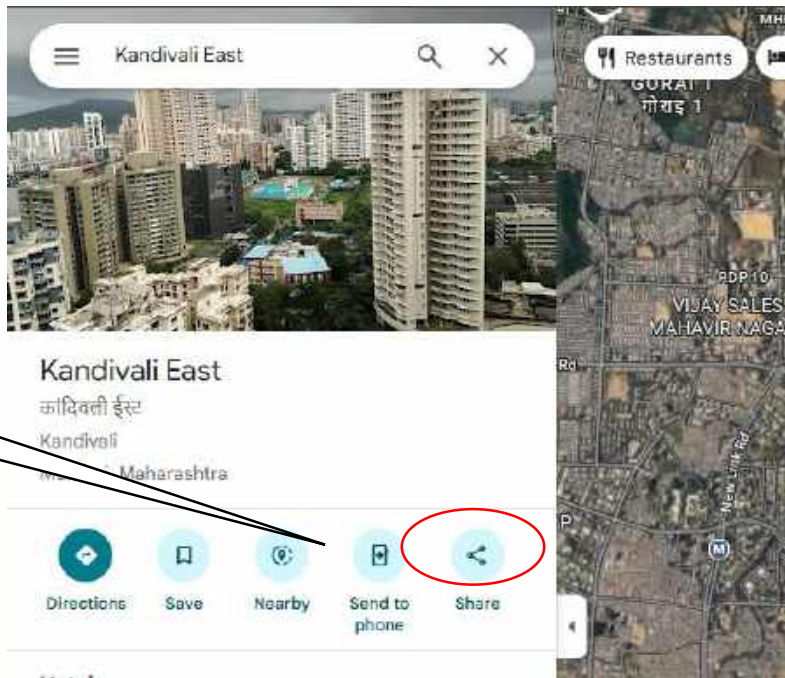 Kandivali East
Restaurants
GORAI 1
गोराई 1
RDP 10
VIJAY SALES
MAHAVIR NAGA
Rd
New Link Rd
P
M
Kandivali East
कांदिवली ईस्ट
Kandivali
Maharashtra
Directions
Save
Nearby
Send to phone
Share